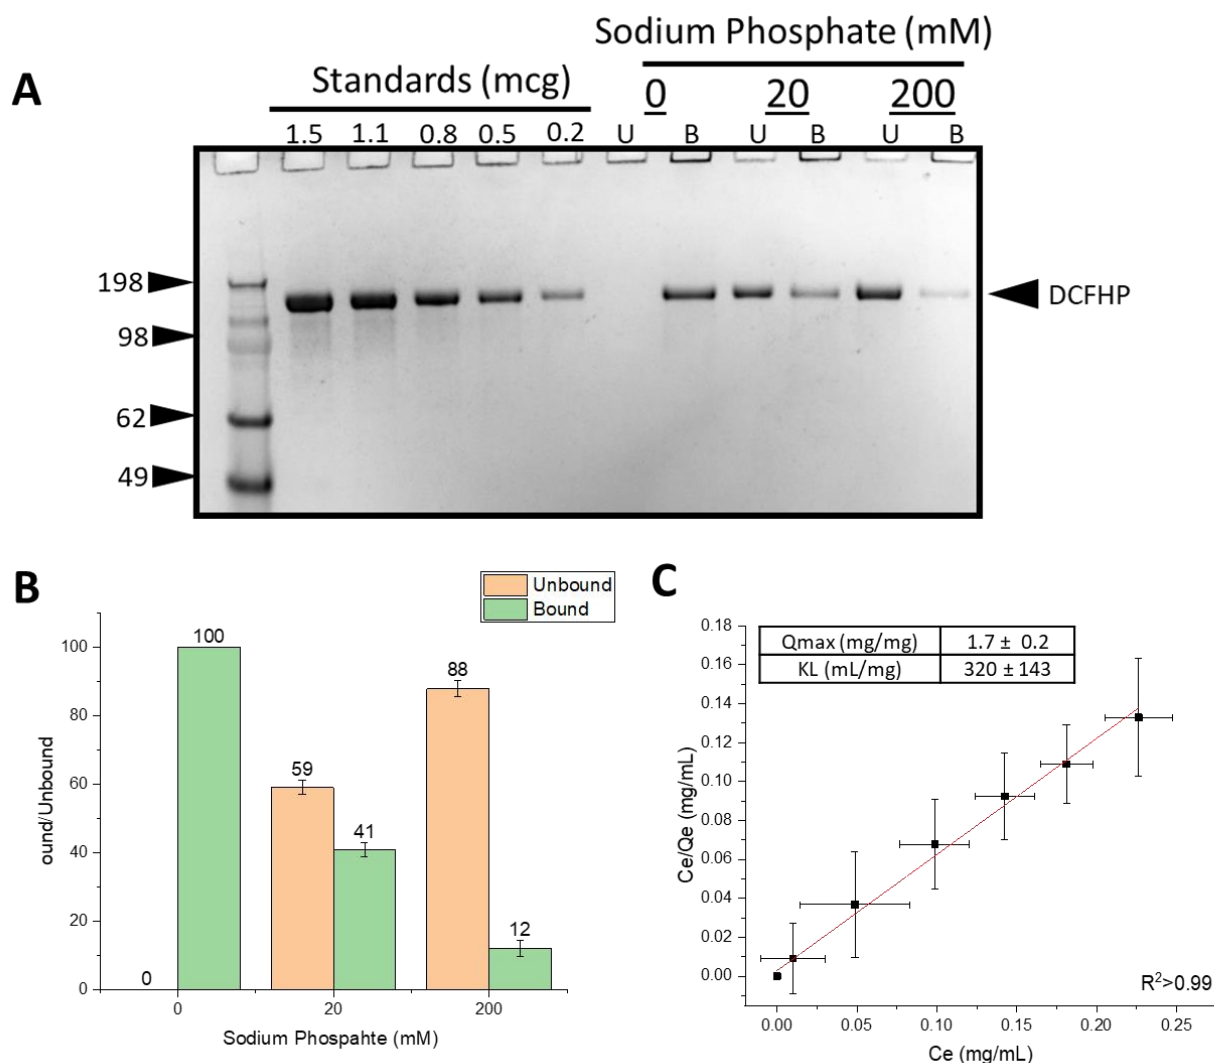 A
Sodium Phosphate (mM)
Standards (mcg)
0 20 200
1.5 1.1 0.8 0.5 0.2 U B U B U B
198
98
62
49
DCFHP
B
Unbound
Bound
100
80
60
40
20
0
ound/Unbound
0
100
59
41
88
12
0 20 200
Sodium Phospahte (mM)
C
Qmax (mg/mg) 1.7 ± 0.2
KL (mL/mg) 320 ± 143
0.18
0.16
0.14
0.12
0.10
0.08
0.06
0.04
0.02
0.00
Ce/Qe (mg/mL)
R²>0.99
0.00 0.05 0.10 0.15 0.20 0.25
Ce (mg/mL)